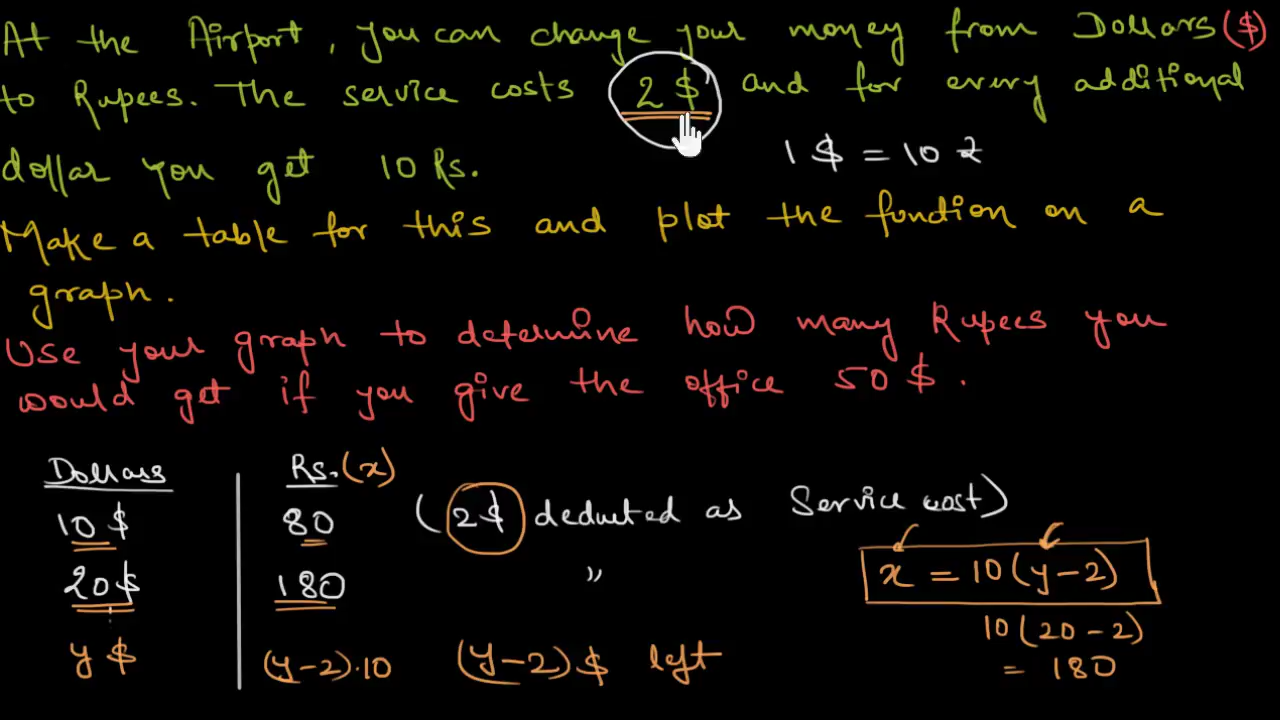 At the Airport, you can change your money from Dollars ($)
to Rupees. The service costs 2 $ and for every additional
dollar you get 10 Rs.
1 $ = 10 ₹
Make a table for this and plot the function on a
graph.
Use your graph to determine how many Rupees you
would get if you give the office 50 $.
Dollars Rs. (x)
10 $ 80 (2$ deducted as Service cost)
20$ 180 "
x = 10(y-2)
10(20-2)
= 180
y $ (y-2).10 (y-2) $ left